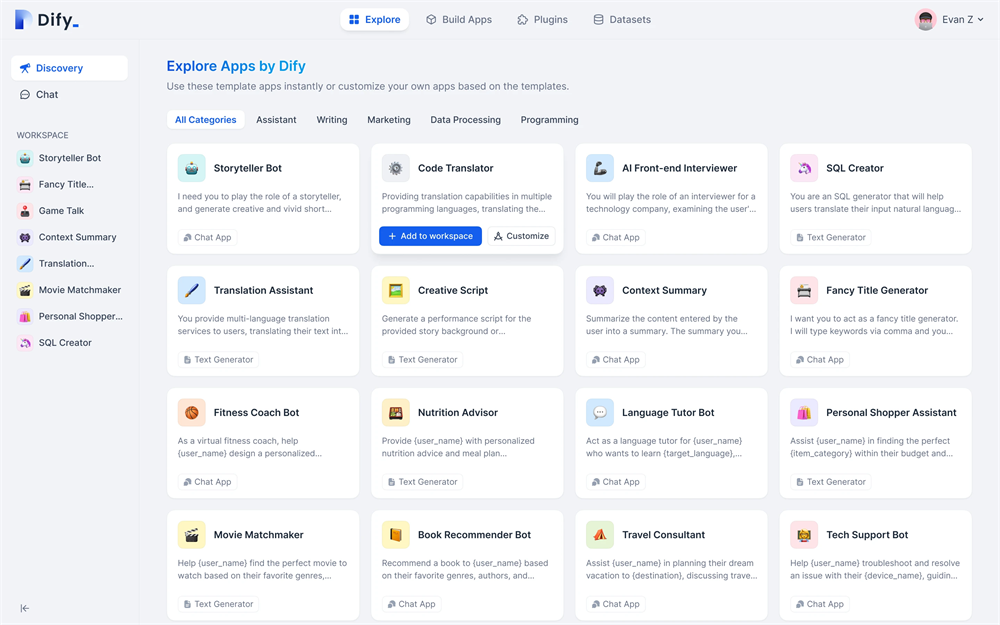 Dify_
Explore
Build Apps
Plugins
Datasets
Evan Z
Discovery
Chat
WORKSPACE
Storyteller Bot
Fancy Title...
Game Talk
Context Summary
Translation...
Movie Matchmaker
Personal Shopper...
SQL Creator
Explore Apps by Dify
Use these template apps instantly or customize your own apps based on the templates.
All Categories
Assistant
Writing
Marketing
Data Processing
Programming
Storyteller Bot
I need you to play the role of a storyteller,
and generate creative and vivid short...
Chat App
Code Translator
Providing translation capabilities in multiple
programming languages, translating the...
+ Add to workspace
Customize
AI Front-end Interviewer
You will play the role of an interviewer for a
technology company, examining the user'...
Chat App
SQL Creator
You are an SQL generator that will help
users translate their input natural languag...
Text Generator
Translation Assistant
You provide multi-language translation
services to users, translating their text int...
Text Generator
Creative Script
Generate a performance script for the
provided story background or...
Text Generator
Context Summary
Summarize the content entered by the
user into a summary. The summary you...
Chat App
Fancy Title Generator
I want you to act as a fancy title generator.
I will type keywords via comma and you...
Chat App
Fitness Coach Bot
As a virtual fitness coach, help
{user_name} design a personalized...
Chat App
Nutrition Advisor
Provide {user_name} with personalized
nutrition advice and meal plan...
Text Generator
Language Tutor Bot
Act as a language tutor for {user_name}
who wants to learn {target_language},...
Chat App
Personal Shopper Assistant
Assist {user_name} in finding the perfect
{item_category} within their budget and...
Text Generator
Movie Matchmaker
Help {user_name} find the perfect movie to
watch based on their favorite genres,...
Text Generator
Book Recommender Bot
Recommend a book to {user_name} based
on their favorite genres, authors, and...
Chat App
Travel Consultant
Assist {user_name} in planning their dream
vacation to {destination}, discussing trave...
Chat App
Tech Support Bot
Help {user_name} troubleshoot and resolve
an issue with their {device_name}, guidin...
Chat App